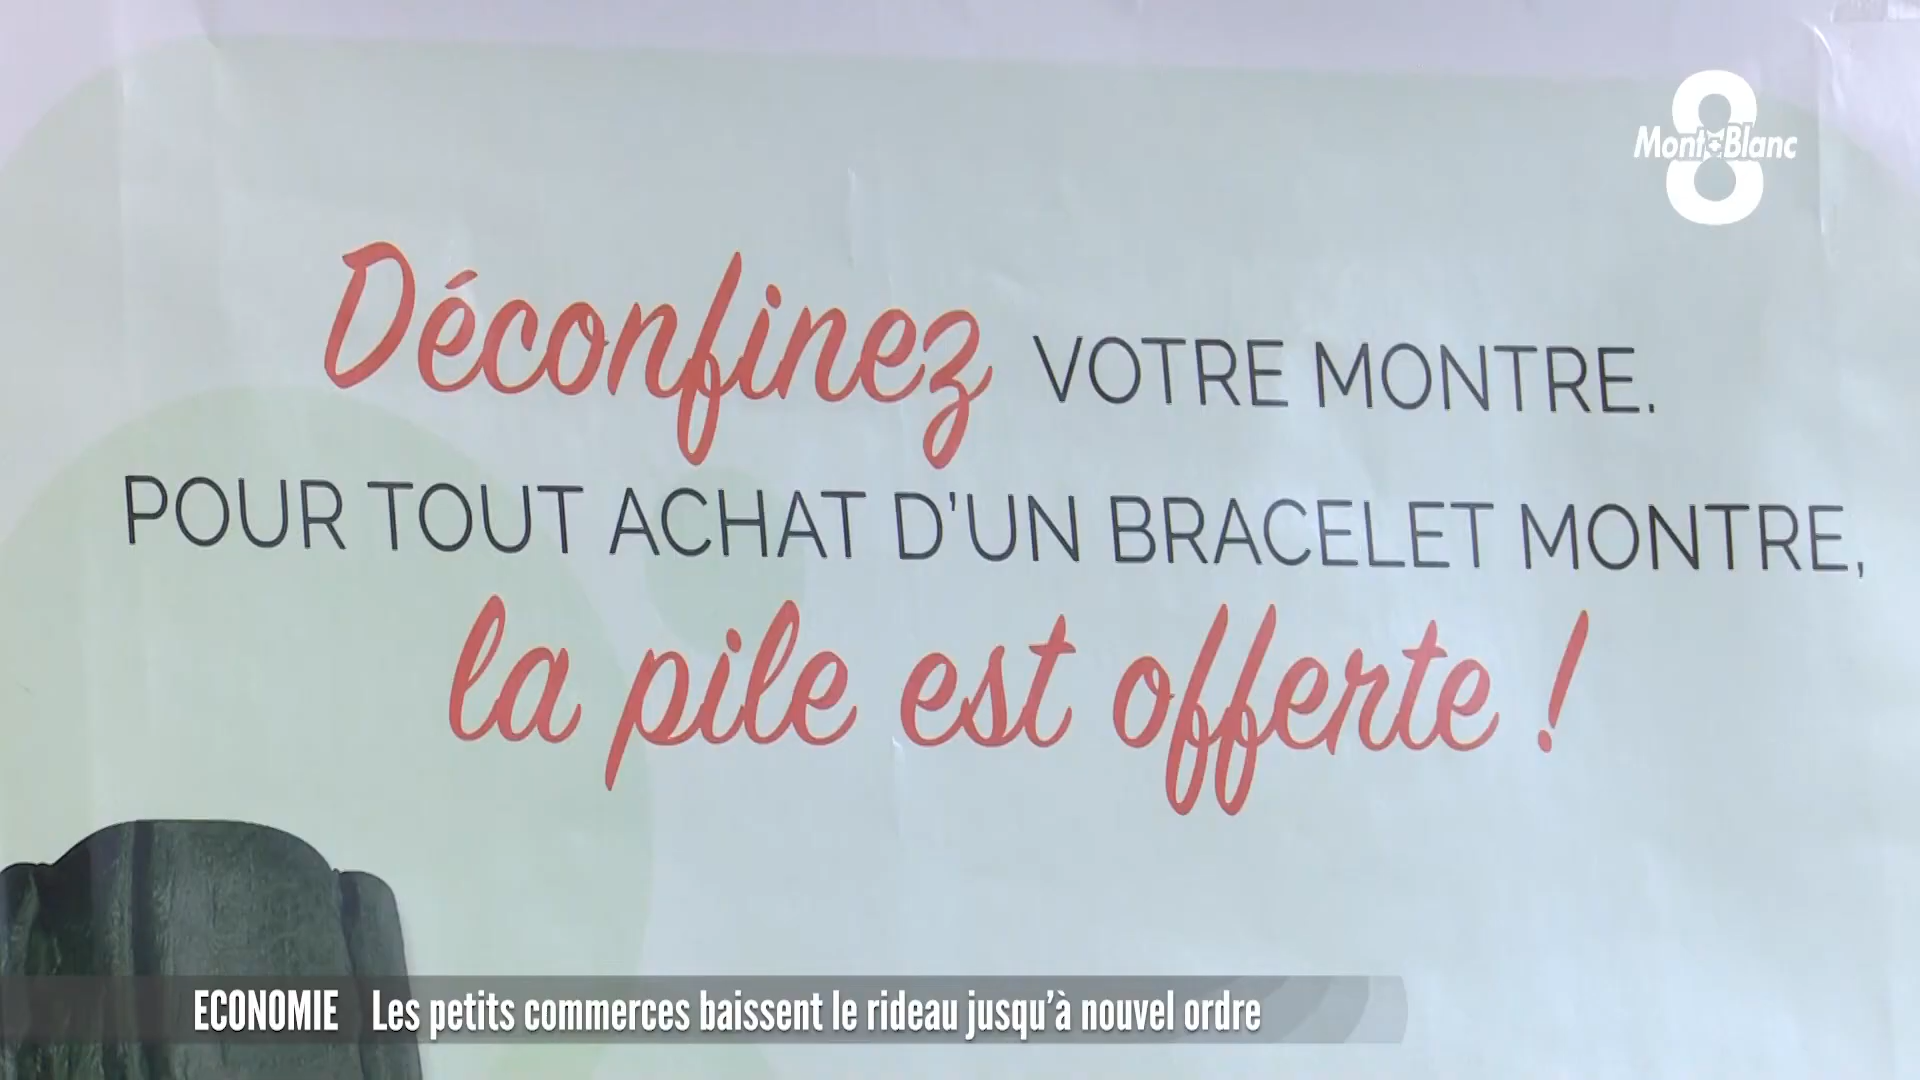 8
Mont-Blanc
Déconfinez VOTRE MONTRE.
POUR TOUT ACHAT D'UN BRACELET MONTRE,
la pile est offerte !
ECONOMIE Les petits commerces baissent le rideau jusqu'à nouvel ordre